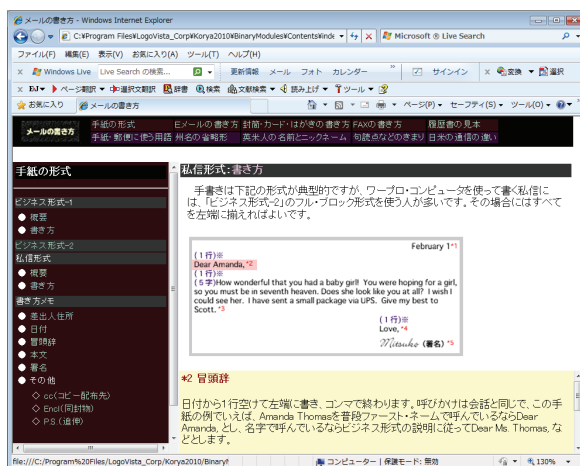 メールの書き方 - Windows Internet Explorer
C:¥Program Files¥LogoVista_Corp¥Korya2010¥BinaryModules¥Contents¥inde
Microsoft ® Live Search
ファイル(F) 編集(E) 表示(V) お気に入り(A) ツール(T) ヘルプ(H)
x Windows Live Live Search の検索... 更新情報 メール フォト カレンダー >> サインイン x 変換 選択
x EJ ページ翻訳 中選択文翻訳 辞書 検索 文献検索 読み上げ ツール
お気に入り メールの書き方 ページ(P) セーフティ(S) ツール(O)
メールの書き方 手紙の形式 Eメールの書き方 封筒・カード・はがきの書き方 FAXの書き方 履歴書の見本
手紙・郵便に使う用語 州名の省略形 英米人の名前とニックネーム 句読点などのきまり 日米の通信の違い
手紙の形式
ビジネス形式-1
概要
書き方
ビジネス形式-2
私信形式
概要
書き方
書き方メモ
差出人住所
日付
冒頭辞
本文
署名
その他
cc(コピー配布先)
Encl(同封物)
P.S.(追伸)
私信形式:書き方
手書きは下記の形式が典型的ですが、ワープロ・コンピュータを使って書く私信に
は、「ビジネス形式-2」のフル・ブロック形式を使う人が多いです。その場合にはすべて
を左端に揃えればよいです。
February 1*1
(1行)※
Dear Amanda,*2
(1行)※
(5字)How wonderful that you had a baby girl! You were hoping for a girl,
so you must be in seventh heaven. Does she look like you at all? I wish I
could see her. I have sent a small package via UPS. Give my best to
Scott.*3
(1行)※
Love,*4
Mitsuko (署名)*5
*2 冒頭辞
日付から1行空けて左端に書き、コンマで終わります。呼びかけは会話と同じで、この手
紙の例でいえば、Amanda Thomasを普段ファースト・ネームで呼んでいるならDear
Amanda, とし、名字で呼んでいるならビジネス形式の説明に従ってDear Ms. Thomas, な
どとします。
file:///C:/Program%20Files/LogoVista_Corp/Korya2010/Binary! コンピューター | 保護モード: 無効 130%